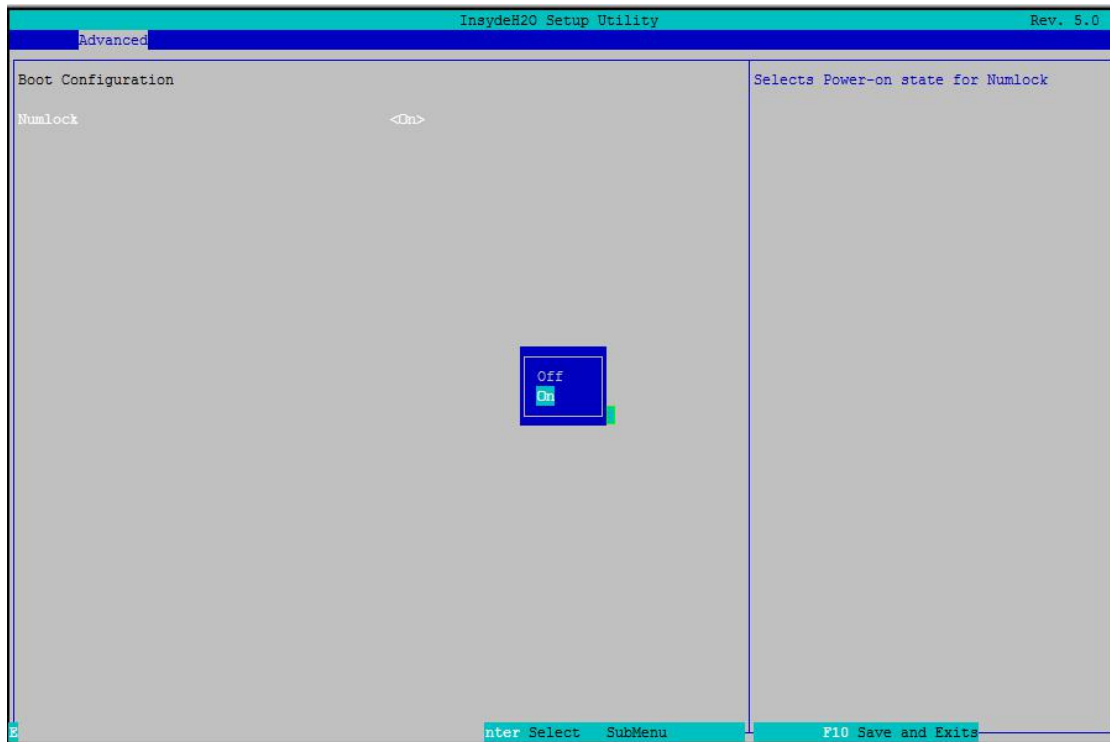 InsydeH2O Setup Utility Rev. 5.0
Advanced
Boot Configuration
Numlock <On>
Selects Power-on state for Numlock
Off
On
E nter Select SubMenu F10 Save and Exits